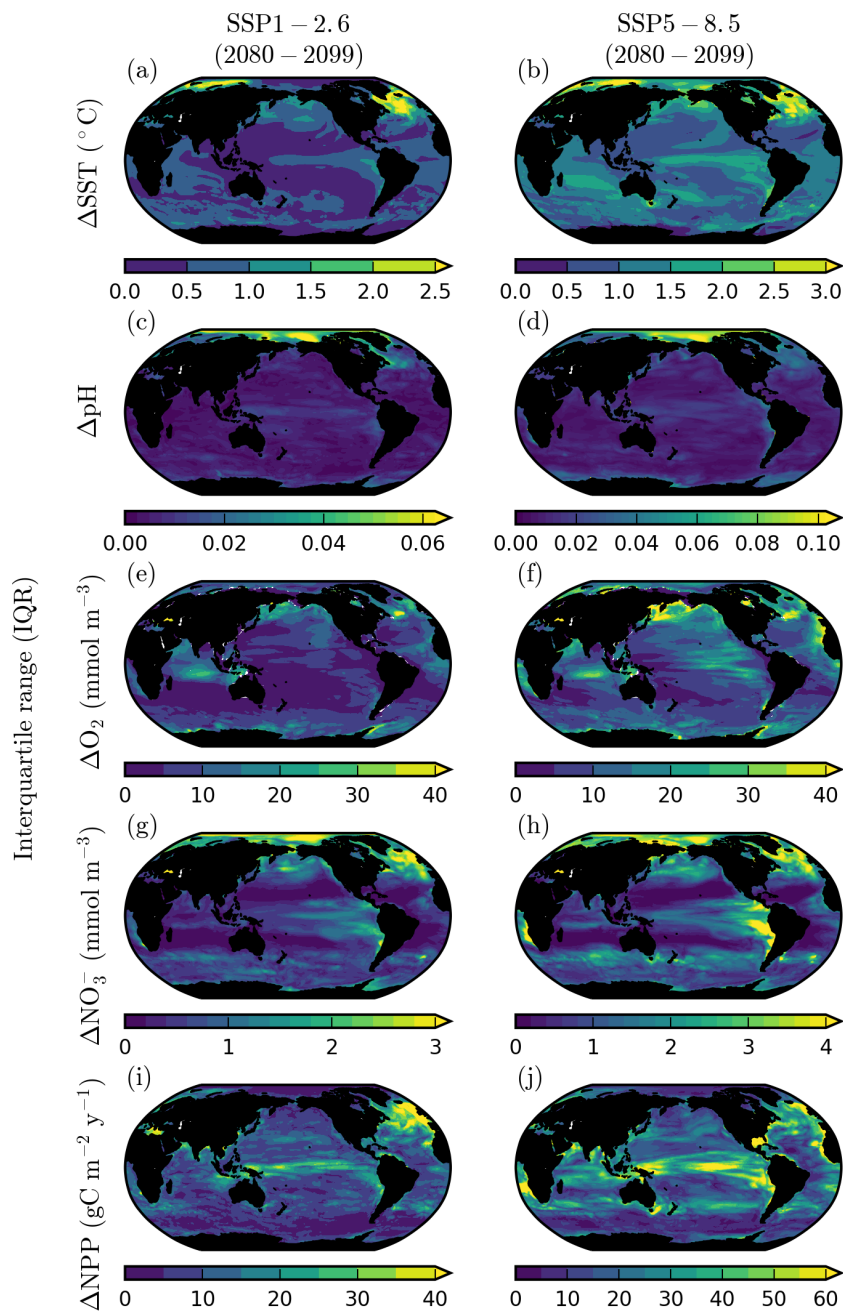 SSP1 – 2.6
(2080 – 2099)
SSP5 – 8.5
(2080 – 2099)
Interquartile range (IQR)
ΔSST (°C)
(a)
(b)
0.0 0.5 1.0 1.5 2.0 2.5
0.0 0.5 1.0 1.5 2.0 2.5 3.0
ΔpH
(c)
(d)
0.00 0.02 0.04 0.06
0.00 0.02 0.04 0.06 0.08 0.10
ΔO₂ (mmol m⁻³)
(e)
(f)
0 10 20 30 40
0 10 20 30 40
ΔNO₃⁻ (mmol m⁻³)
(g)
(h)
0 1 2 3
0 1 2 3 4
ΔNPP (gC m⁻² y⁻¹)
(i)
(j)
0 10 20 30 40
0 10 20 30 40 50 60